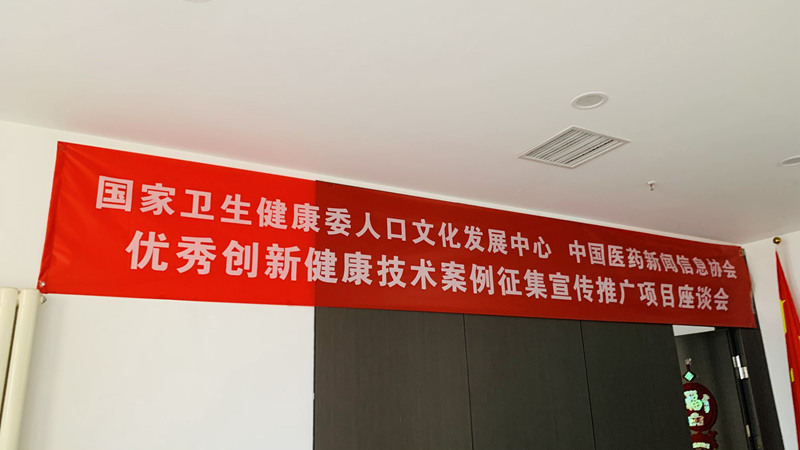 国家卫生健康委人口文化发展中心 中国医药新闻信息协会
优秀创新健康技术案例征集宣传推广项目座谈会
福